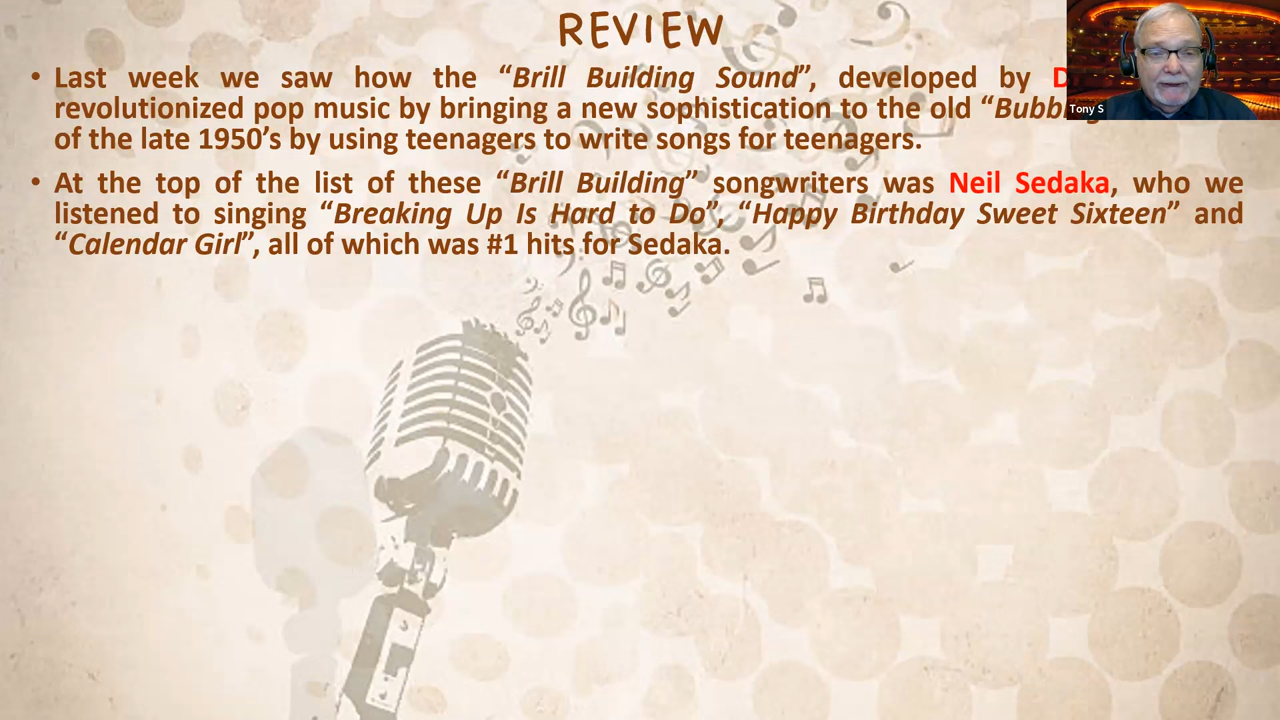 REVIEW
• Last week we saw how the “Brill Building Sound”, developed by
revolutionized pop music by bringing a new sophistication to the old
of the late 1950’s by using teenagers to write songs for teenagers.
• At the top of the list of these “Brill Building” songwriters was Neil Sedaka, who we
listened to singing “Breaking Up Is Hard to Do”, “Happy Birthday Sweet Sixteen” and
“Calendar Girl”, all of which was #1 hits for Sedaka.
Tony S